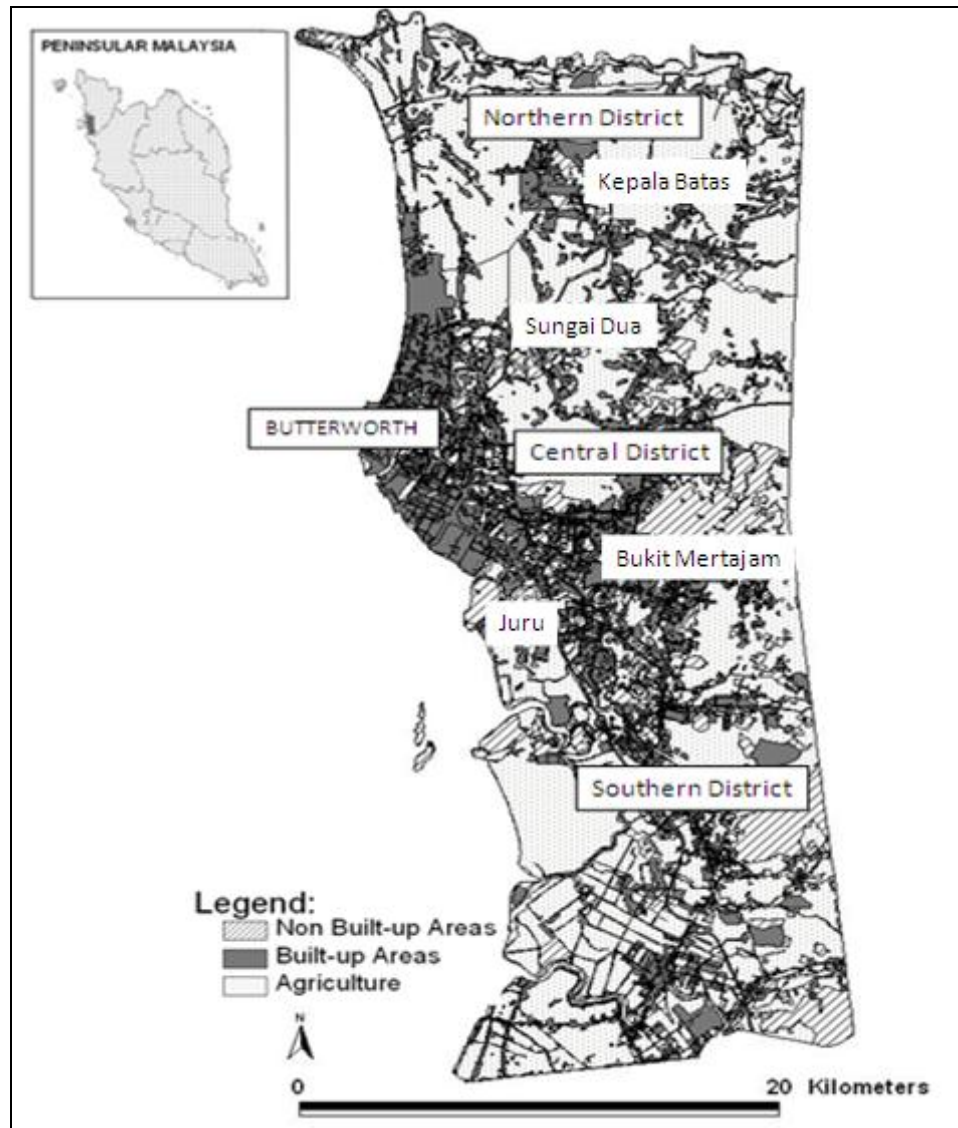 PENINSULAR MALAYSIA
Northern District
Kepala Batas
Sungai Dua
BUTTERWORTH
Central District
Bukit Mertajam
Juru
Southern District
Legend:
Non Built-up Areas
Built-up Areas
Agriculture
N
0 20 Kilometers